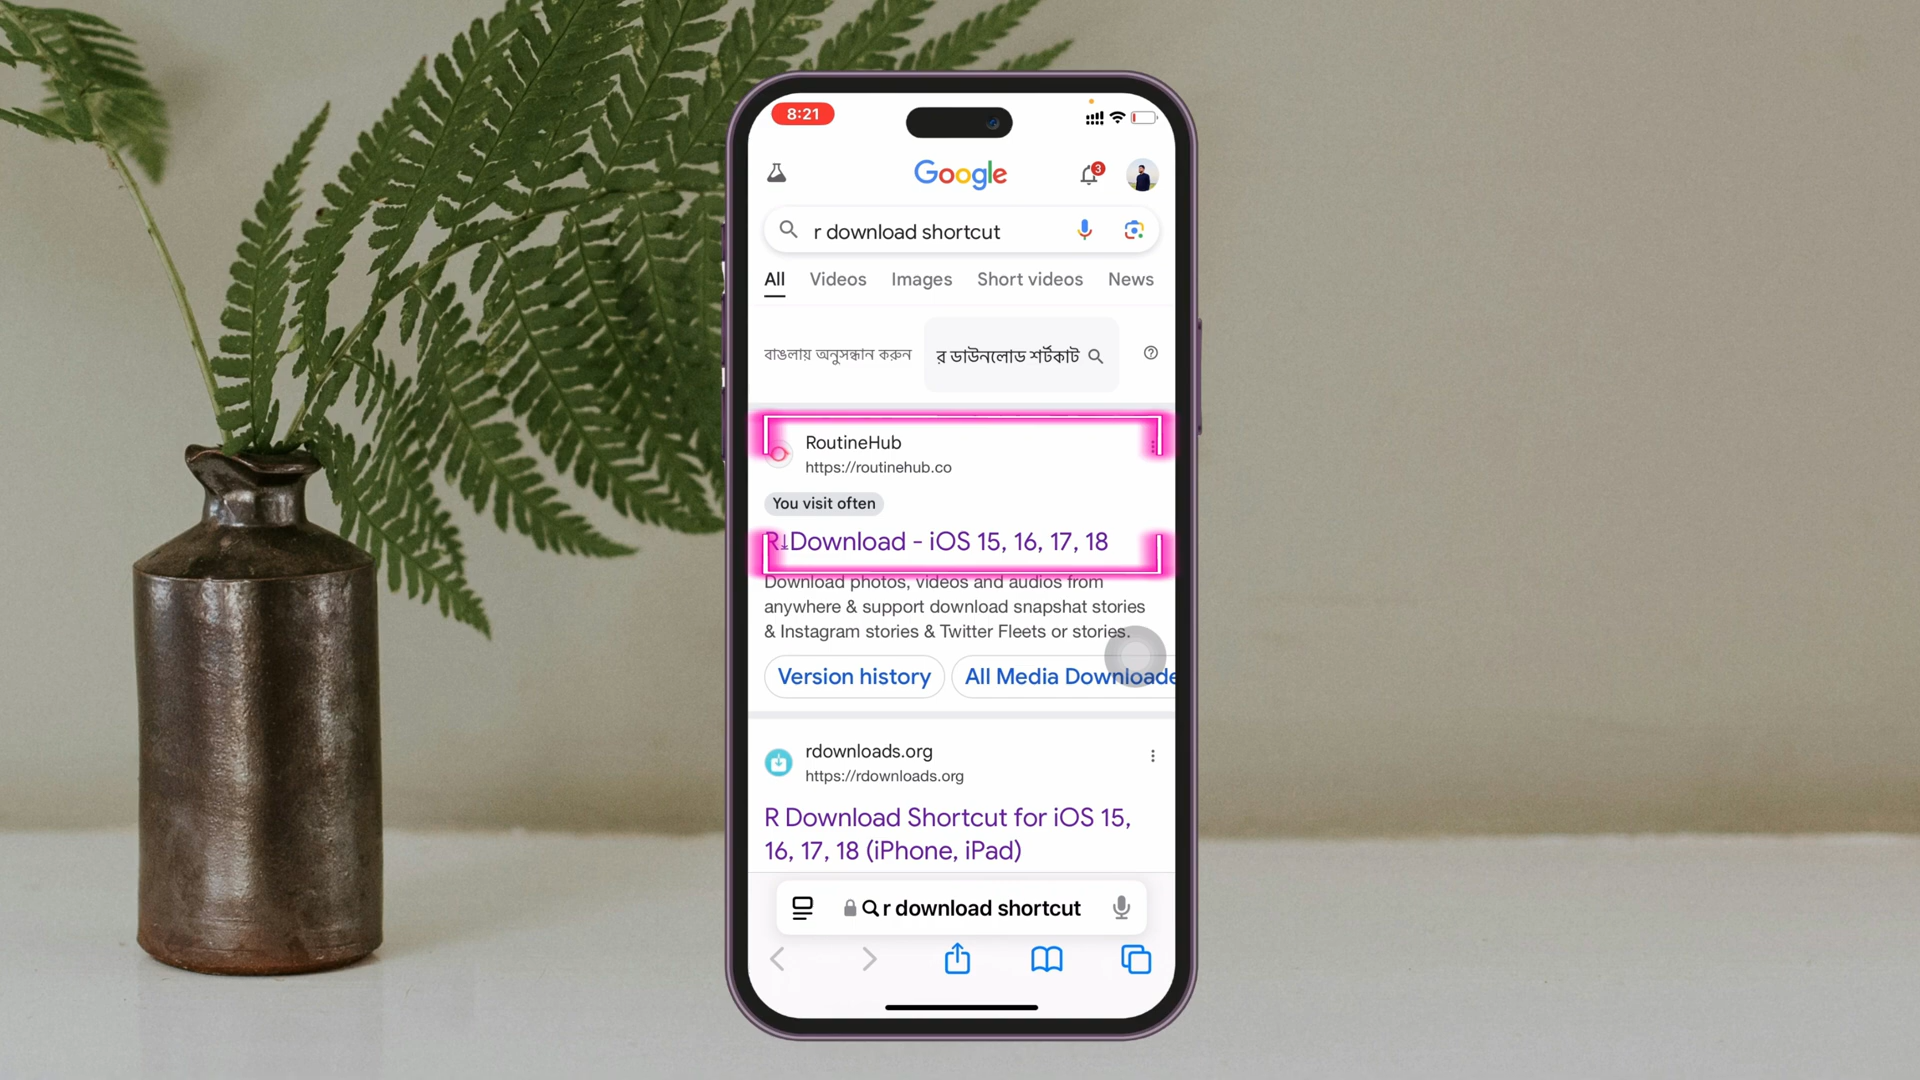 8:21
Google
3
r download shortcut
All Videos Images Short videos News
বাঙলায় অনুসন্ধান করুন র ডাউনলোড শর্টকাট
RoutineHub
https://routinehub.co
You visit often
R⤓Download - iOS 15, 16, 17, 18
Download photos, videos and audios from
anywhere & support download snapshat stories
& Instagram stories & Twitter Fleets or stories.
Version history All Media Downloade
rdownloads.org
https://rdownloads.org
R Download Shortcut for iOS 15,
16, 17, 18 (iPhone, iPad)
r download shortcut